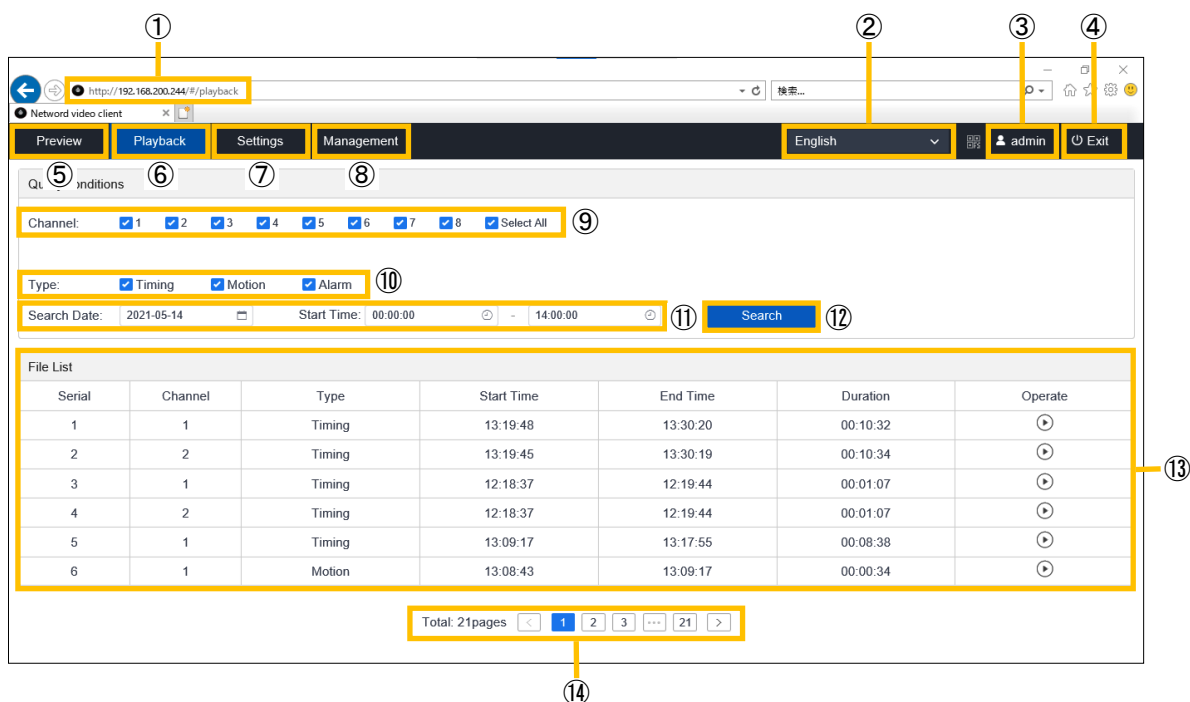 ① ② ③ ④
http://192.168.200.244/#/playback 検索...
Netword video client
Preview Playback Settings Management English admin Exit
⑤ ⑥ ⑦ ⑧
Qu nditions
Channel: 1 2 3 4 5 6 7 8 Select All ⑨
Type: Timing Motion Alarm ⑩
Search Date: 2021-05-14 Start Time: 00:00:00 - 14:00:00 ⑪ Search ⑫
File List
Serial Channel Type Start Time End Time Duration Operate
1 1 Timing 13:19:48 13:30:20 00:10:32
2 2 Timing 13:19:45 13:30:19 00:10:34
3 1 Timing 12:18:37 12:19:44 00:01:07
⑬
4 2 Timing 12:18:37 12:19:44 00:01:07
5 1 Timing 13:09:17 13:17:55 00:08:38
6 1 Motion 13:08:43 13:09:17 00:00:34
Total: 21pages < 1 2 3 ••• 21 >
⑭